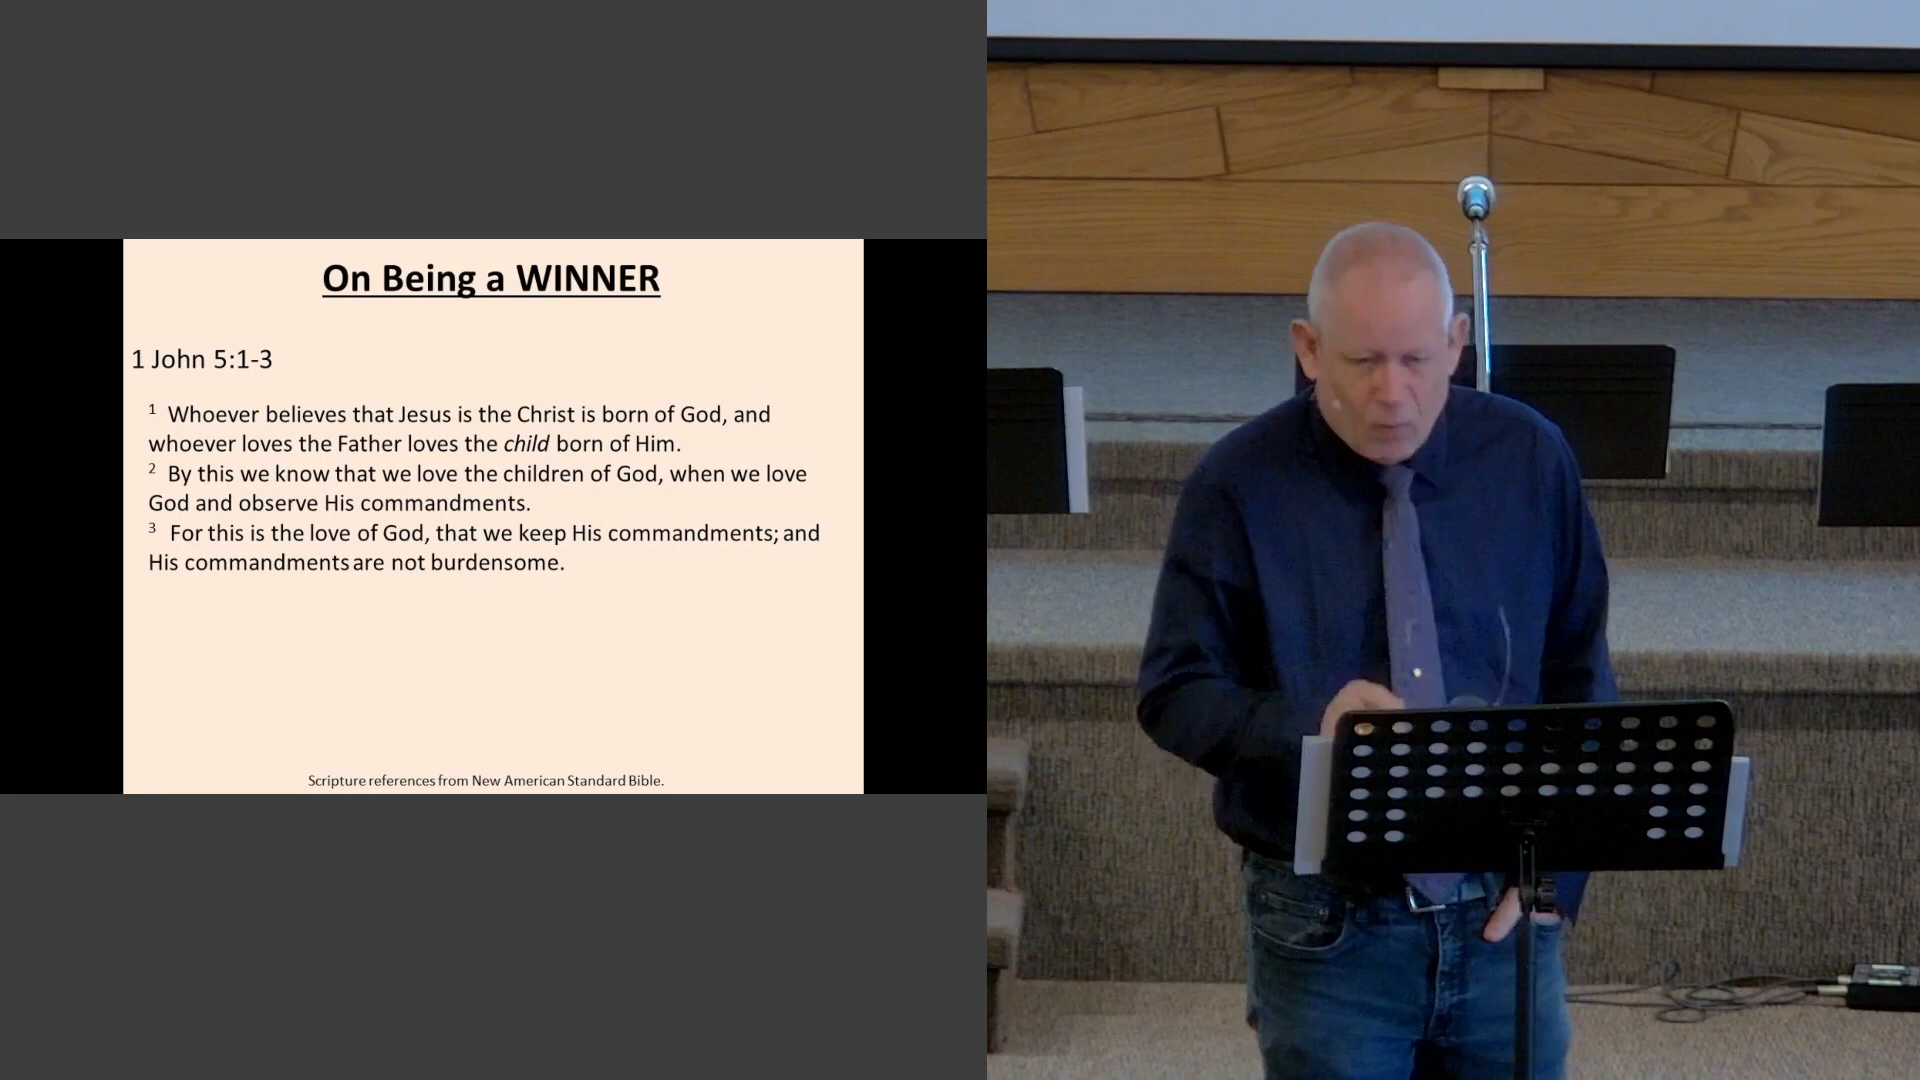 On Being a WINNER
1 John 5:1-3
1 Whoever believes that Jesus is the Christ is born of God, and
whoever loves the Father loves the child born of Him.
2 By this we know that we love the children of God, when we love
God and observe His commandments.
3 For this is the love of God, that we keep His commandments; and
His commandments are not burdensome.
Scripture references from New American Standard Bible.